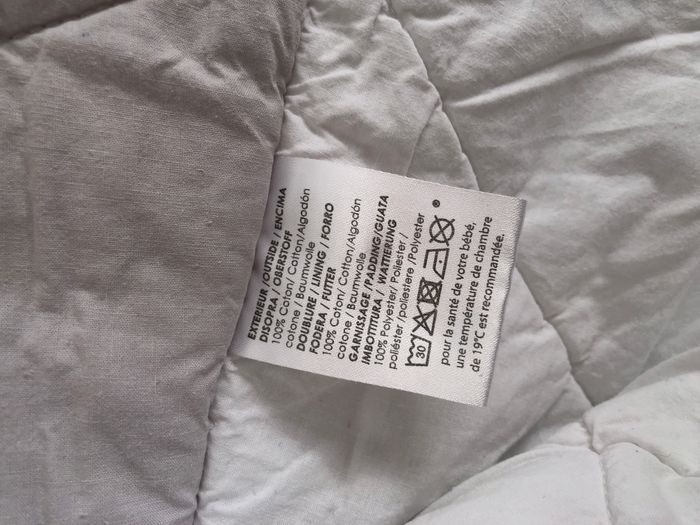 EXTERIEUR /OUTSIDE / ENCIMA
DISOPRA / OBERSTOFF
100% Coton/ Cotton/Algodón
cotone / Baumwolle
DOUBLURE / LINING / FORRO
FODERA / FUTTER
100% Coton/ Cotton/Algodón
cotone / Baumwolle
GARNISSAGE /PADDING/GUATA
IMBOTTITURA / WATTIERUNG
100% Polyester/ Poliester /
poliéster /poliestere /Polyester
30
®
pour la santé de votre bébé,
une température de chambre
de 19°C est recommandée.